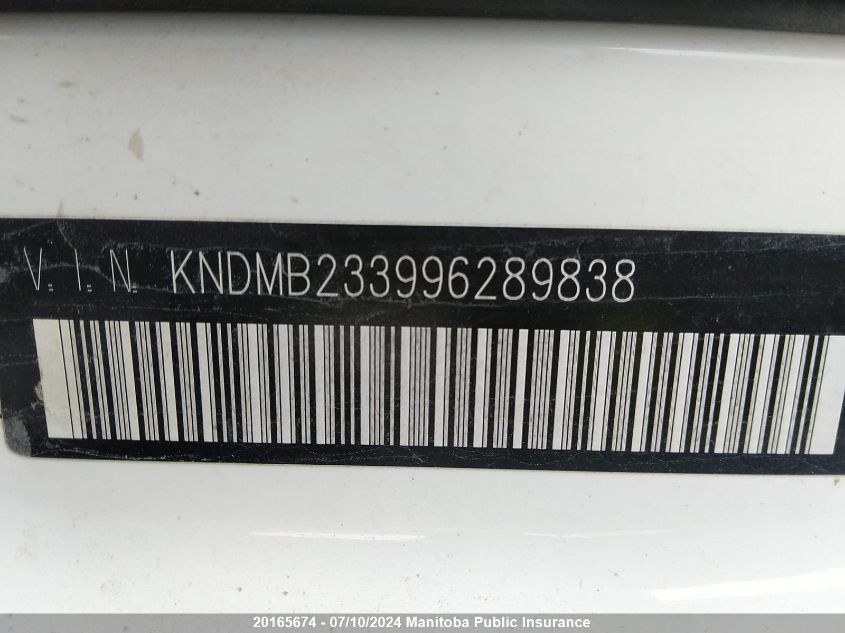 V. I. N. KNDMB233996289838
20165674 - 07/10/2024 Manitoba Public Insurance